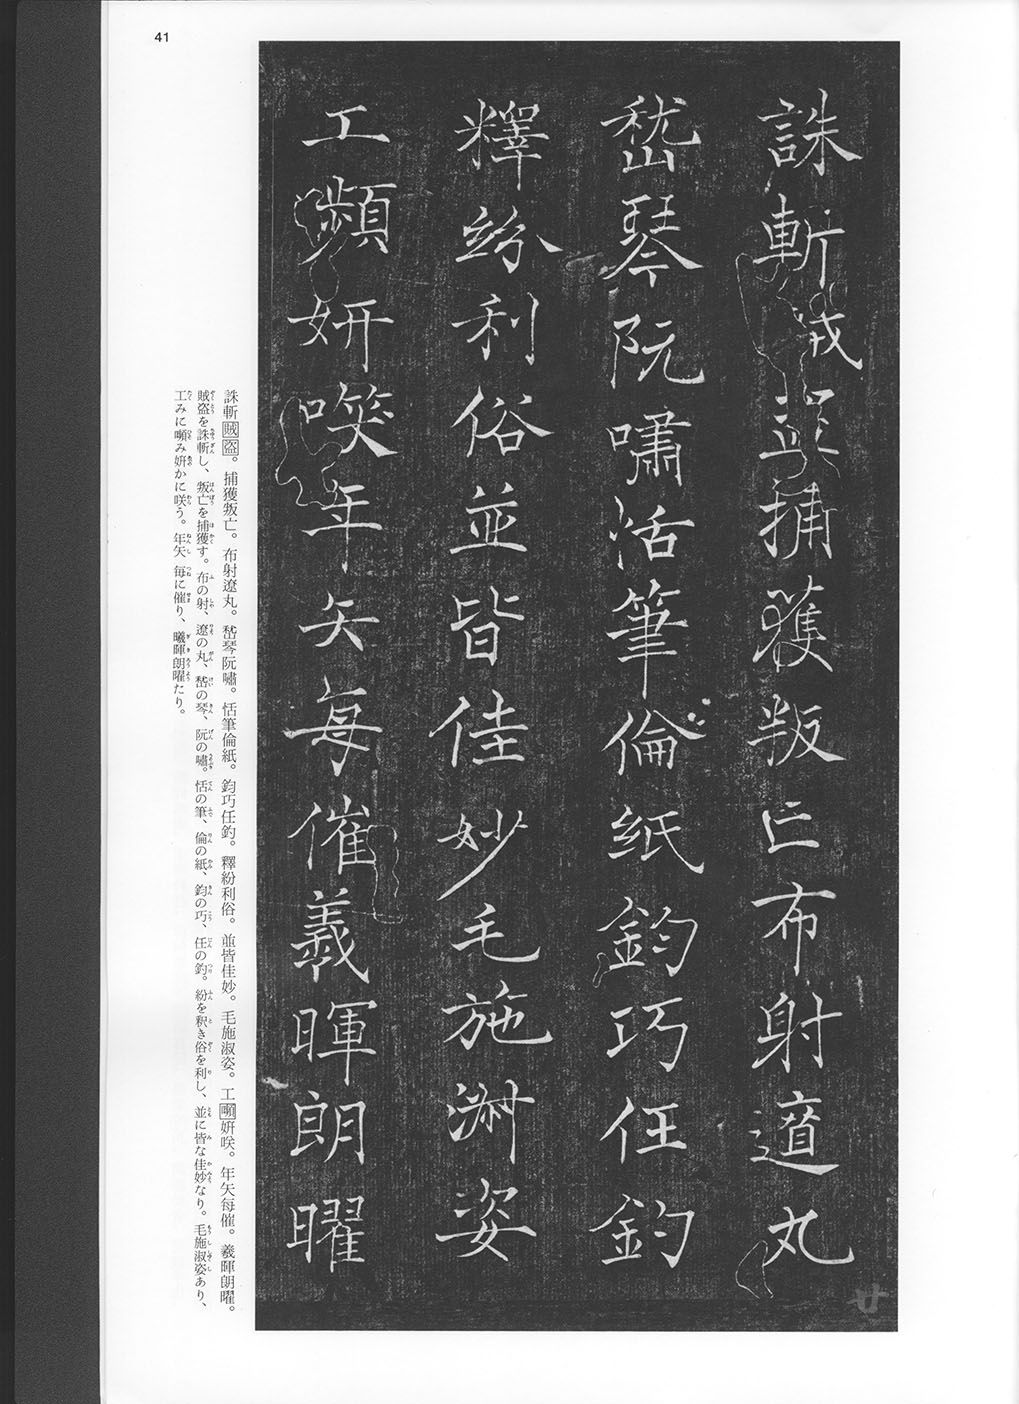 41
誅斬賊盗捕獲叛亡布射遼丸
嵇琴阮嘯恬筆倫紙鈞巧任釣
釋紛利俗並皆佳妙毛施淑姿
工顰妍咲年矢每催羲暉朗曜
廿
誅斬賊盗。捕獲叛亡。布射遼丸。嵇琴阮嘯。恬筆倫紙。鈞巧任釣。釋紛利俗。並皆佳妙。毛施淑姿。工嚬妍咲。年矢每催。羲暉朗曜。
賊盗を誅斬し、叛亡を捕獲す。布の射、遼の丸、嵇の琴、阮の嘯。恬の筆、倫の紙、鈞の巧、任の釣。紛を釈き俗を利し、並に皆な佳妙なり。毛施淑姿あり、
工みに嚬み妍かに咲う。年矢 每に催り、曦暉朗曜たり。